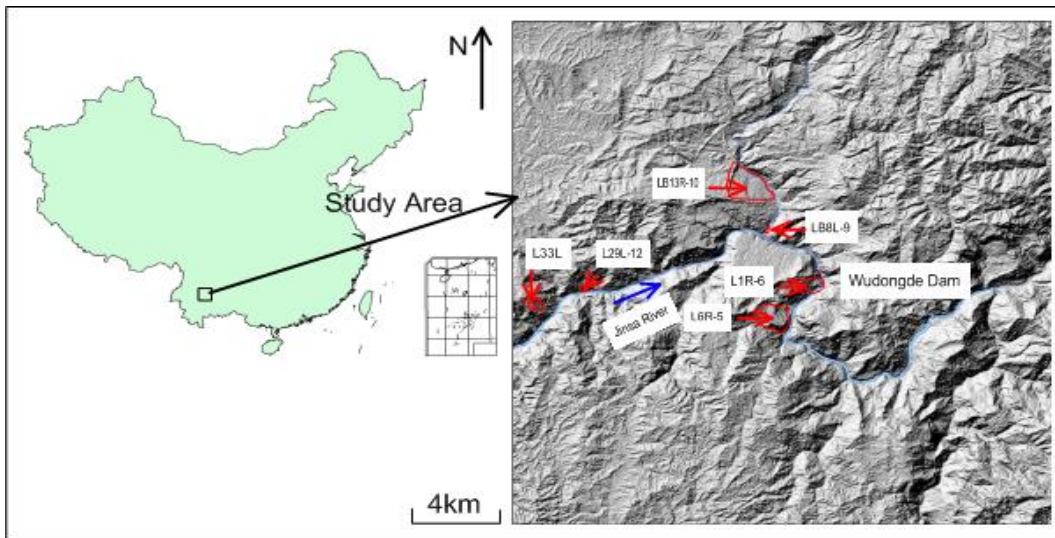 N
Study Area
4km
LB13R-10
LB8L-9
L33L
L29L-12
L1R-6
Wudongde Dam
L6R-5
Jinsa River